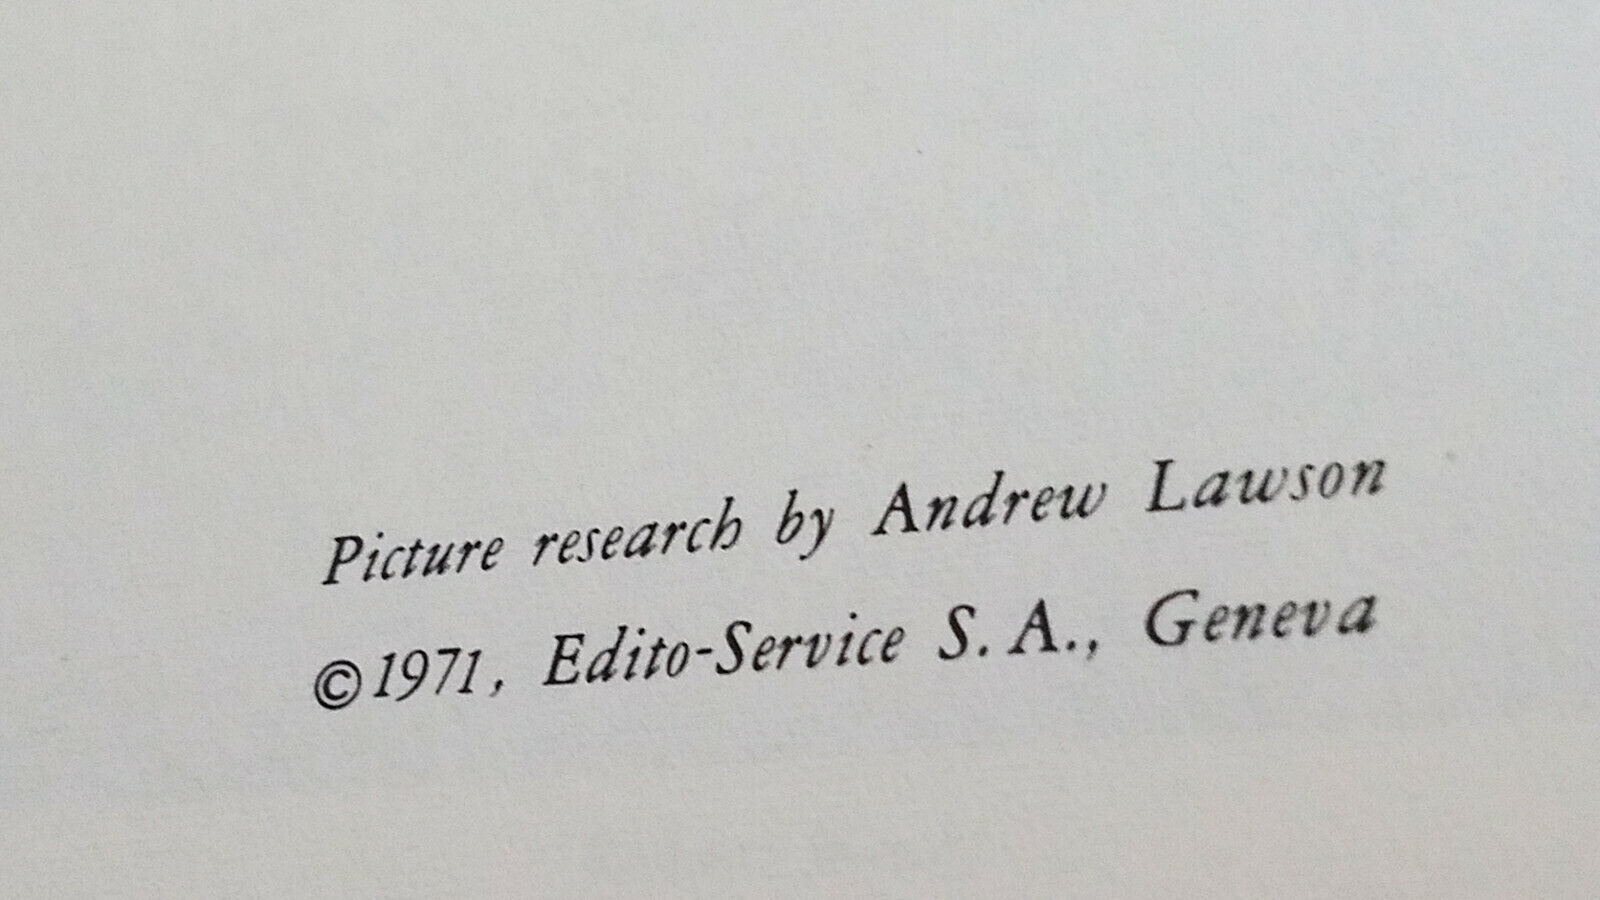 Picture research by Andrew Lawson
©1971, Edito-Service S. A., Geneva